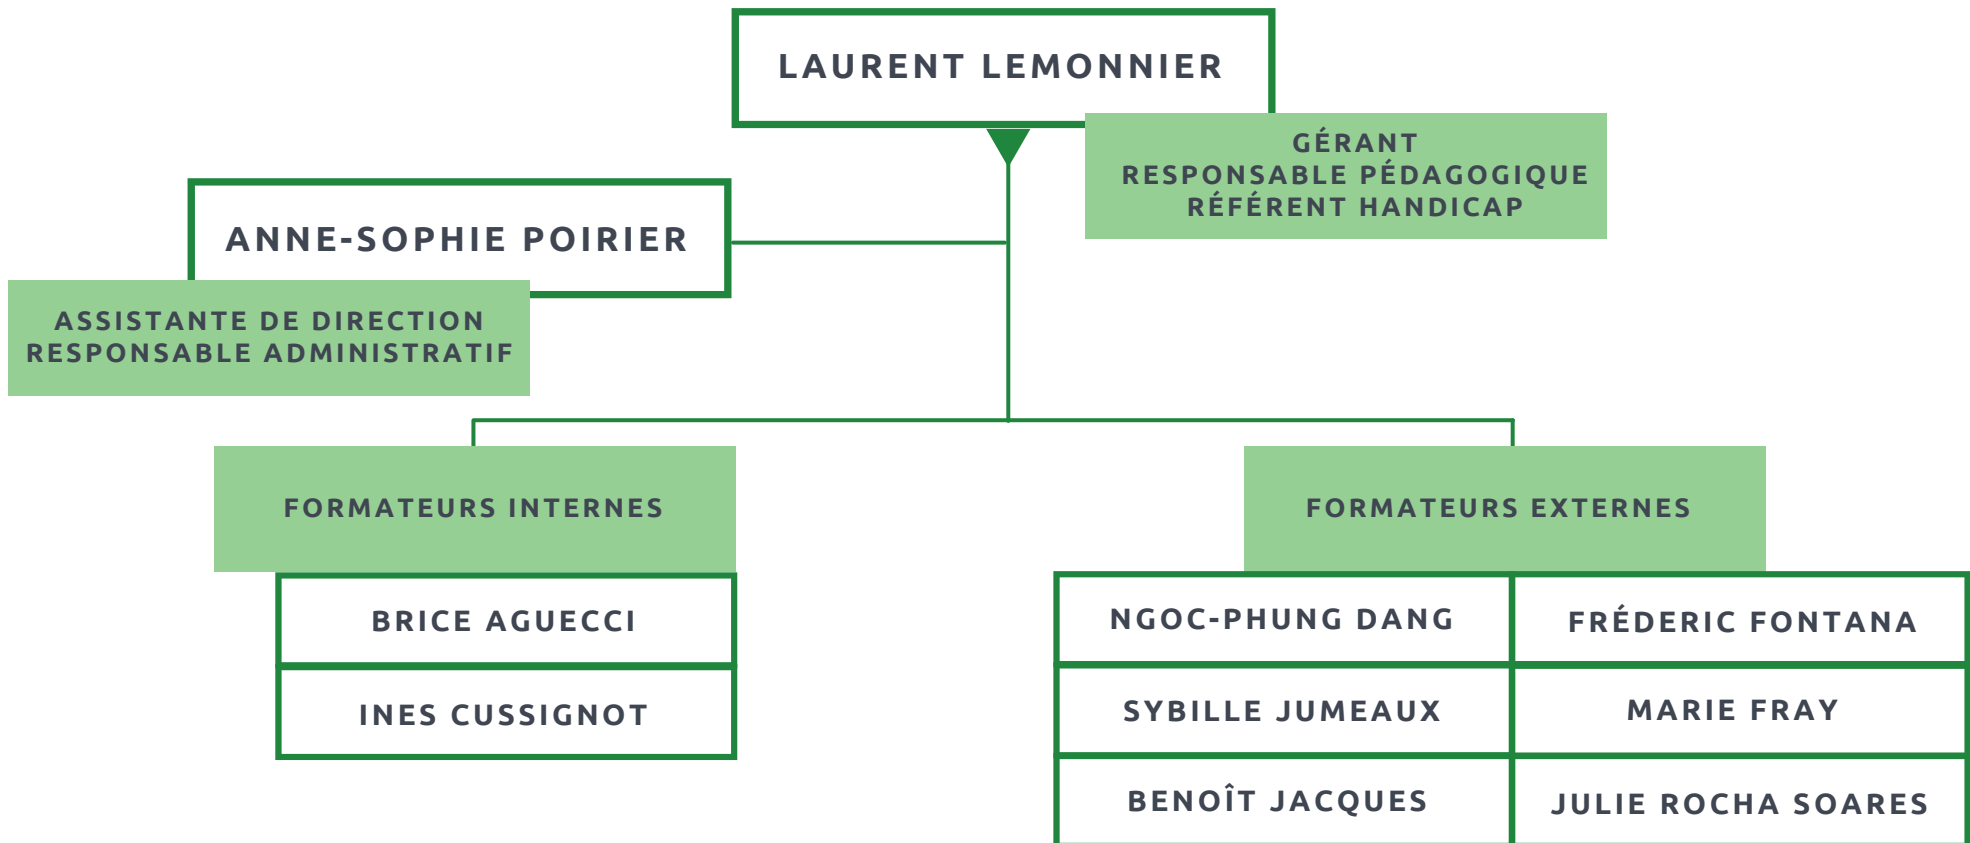 LAURENT LEMONNIER
GÉRANT
RESPONSABLE PÉDAGOGIQUE
RÉFÉRENT HANDICAP
ANNE-SOPHIE POIRIER
ASSISTANTE DE DIRECTION
RESPONSABLE ADMINISTRATIF
FORMATEURS INTERNES
BRICE AGUECCI
INES CUSSIGNOT
FORMATEURS EXTERNES
NGOC-PHUNG DANG
FRÉDERIC FONTANA
SYBILLE JUMEAUX
MARIE FRAY
BENOÎT JACQUES
JULIE ROCHA SOARES